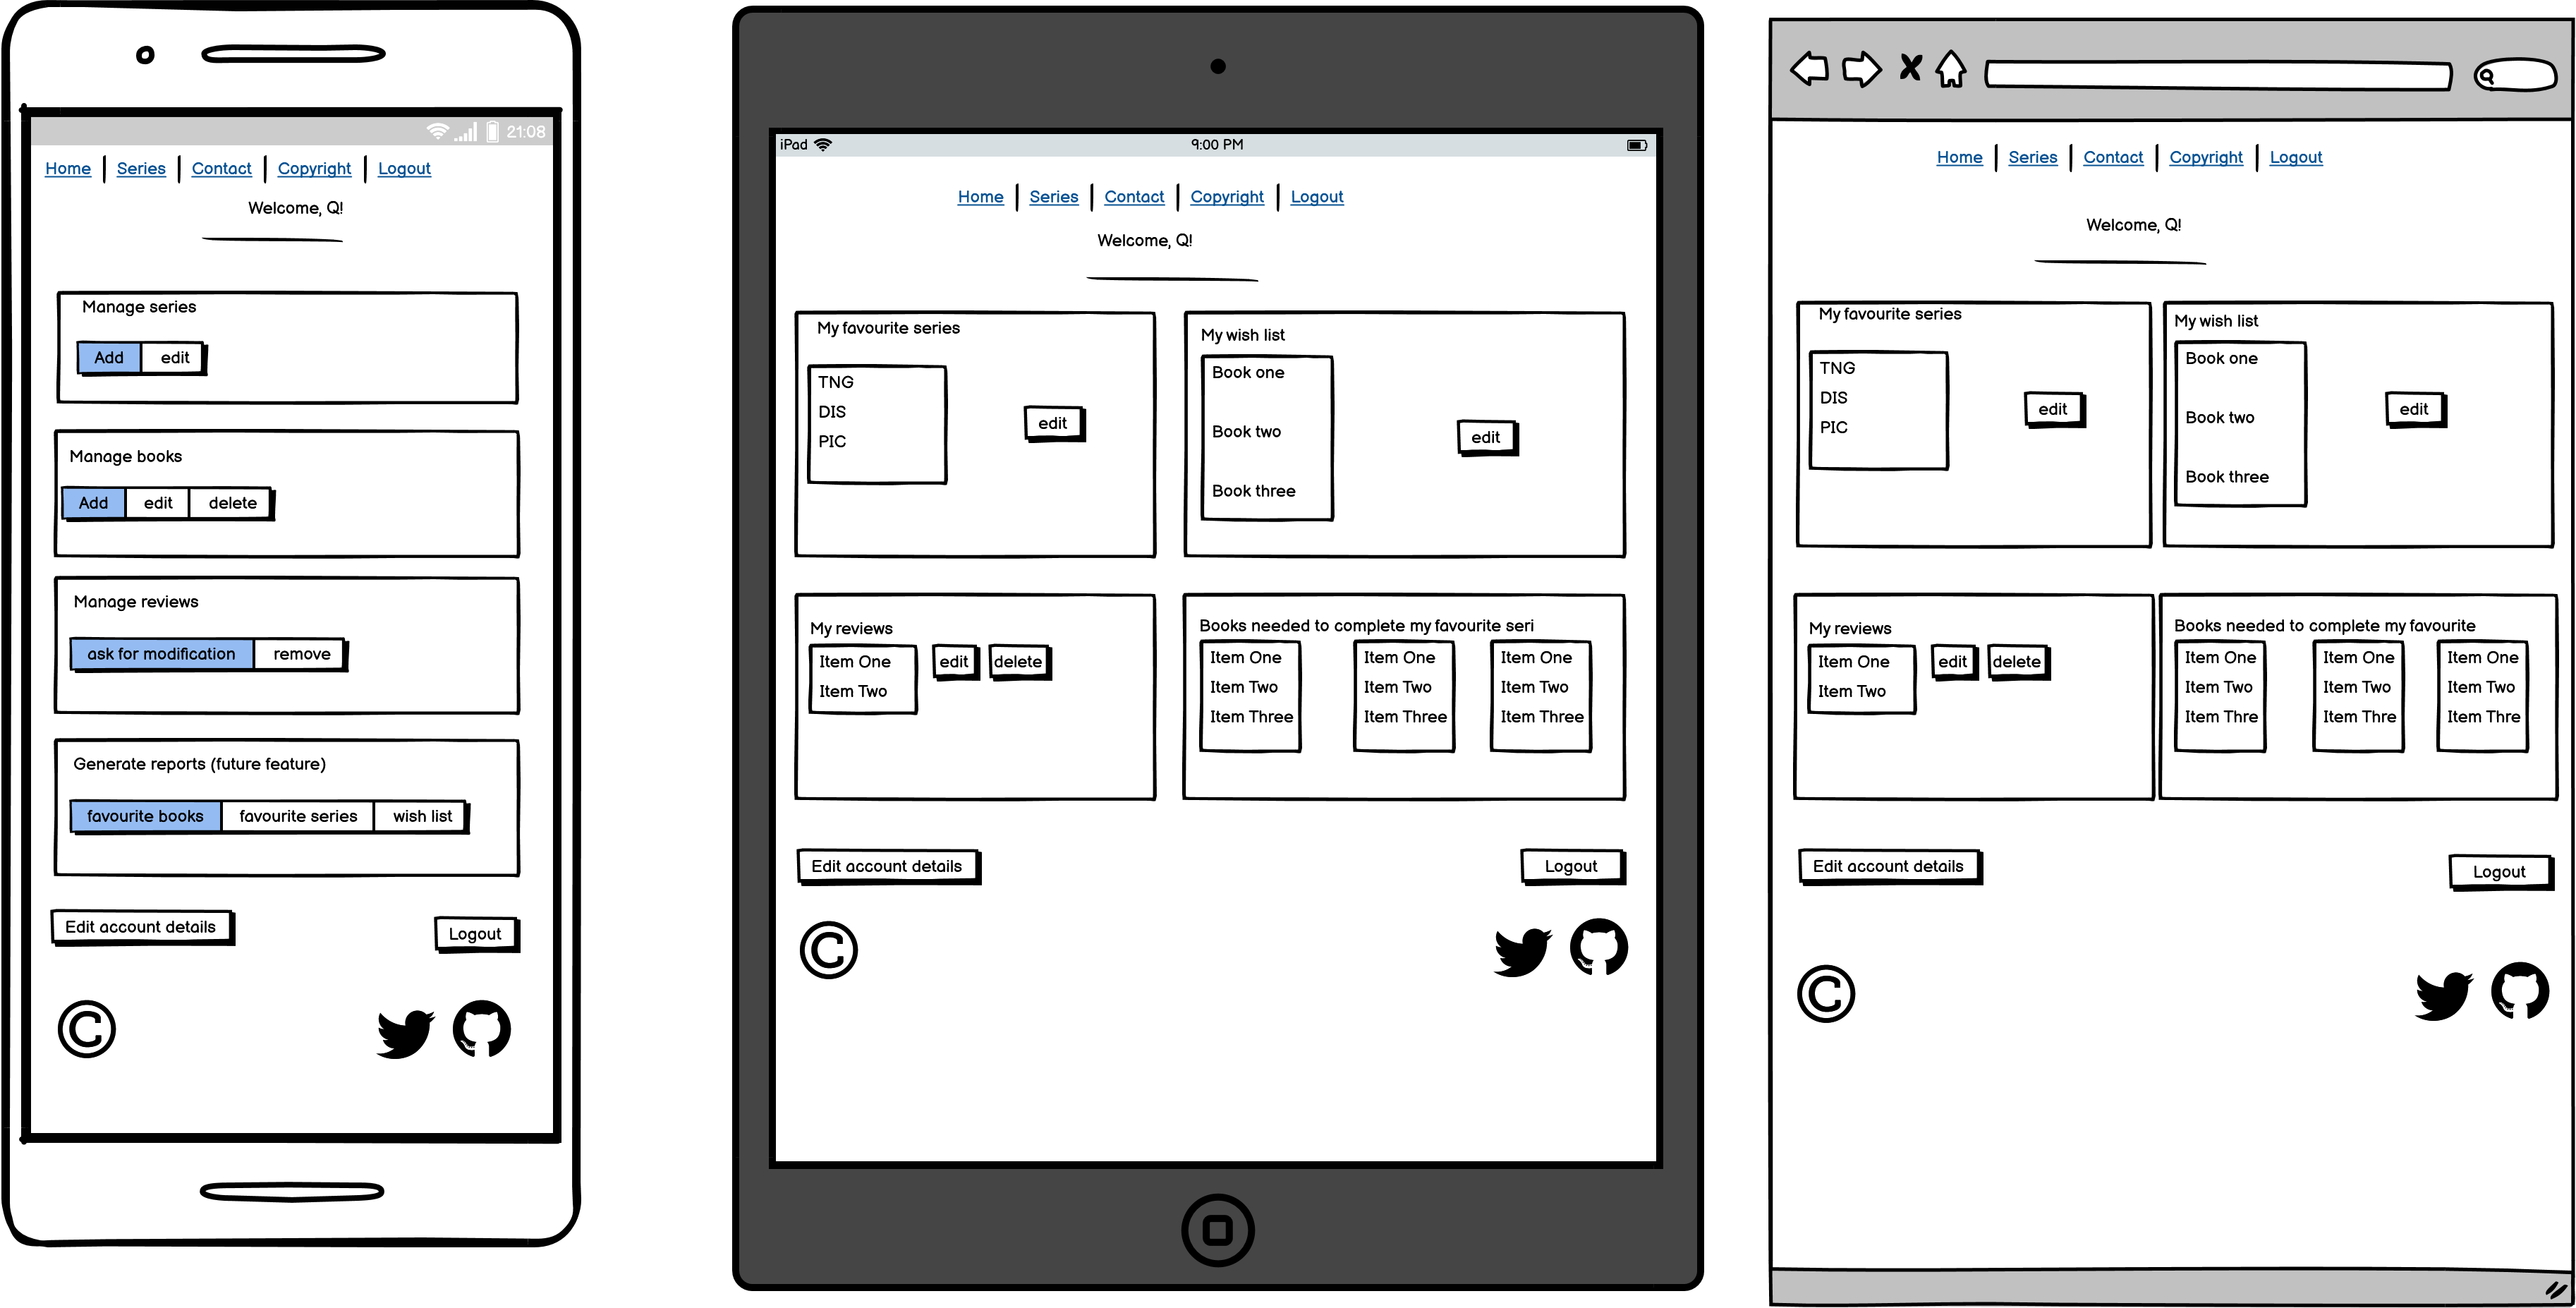 21:08
Home Series Contact Copyright Logout
Welcome, Q!
Manage series
Add edit
Manage books
Add edit delete
Manage reviews
ask for modification remove
Generate reports (future feature)
favourite books favourite series wish list
Edit account details
Logout
©
iPad 9:00 PM
Home Series Contact Copyright Logout
Welcome, Q!
My favourite series
TNG
DIS
PIC
edit
My wish list
Book one
Book two
Book three
edit
My reviews
Item One
Item Two
edit delete
Books needed to complete my favourite seri
Item One
Item Two
Item Three
Item One
Item Two
Item Three
Item One
Item Two
Item Three
Edit account details
Logout
©
Home Series Contact Copyright Logout
Welcome, Q!
My favourite series
TNG
DIS
PIC
edit
My wish list
Book one
Book two
Book three
edit
My reviews
Item One
Item Two
edit delete
Books needed to complete my favourite
Item One
Item Two
Item Thre
Item One
Item Two
Item Thre
Item One
Item Two
Item Thre
Edit account details
Logout
©